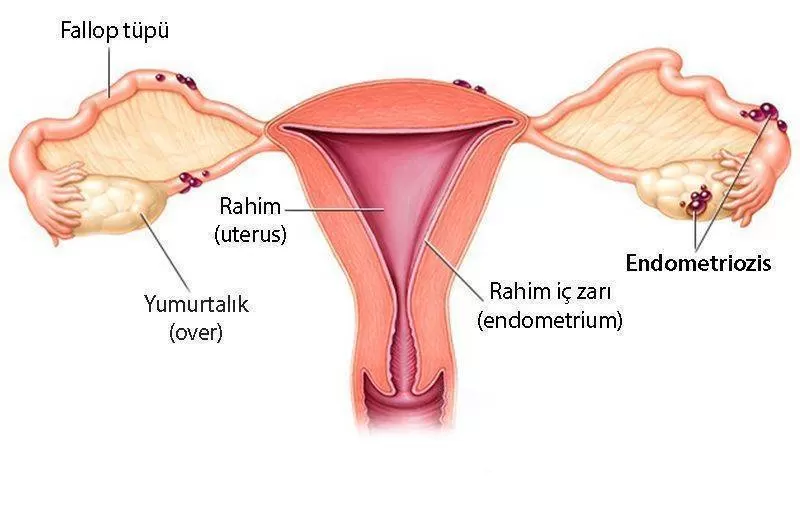 Fallop tüpü
Rahim
(uterus)
Endometriozis
Rahim iç zarı
(endometrium)
Yumurtalık
(over)